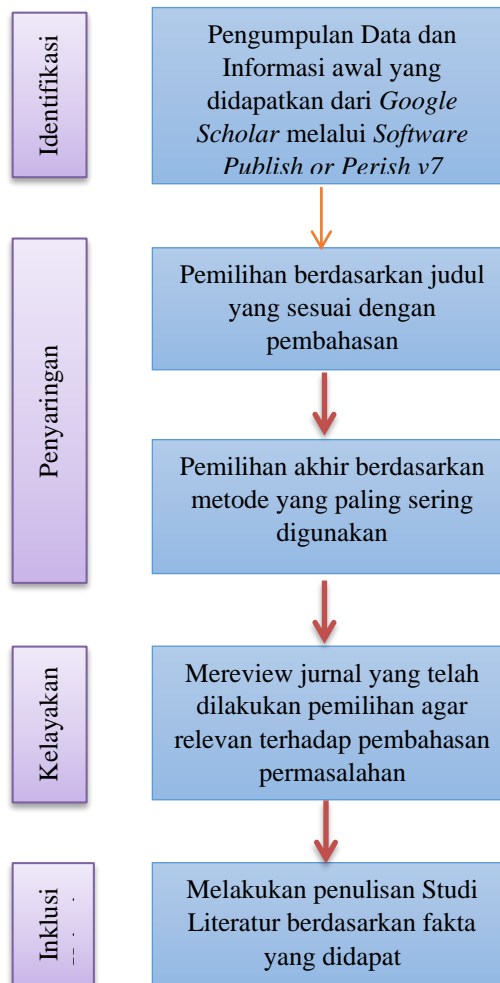 Identifikasi
Pengumpulan Data dan
Informasi awal yang
didapatkan dari Google
Scholar melalui Software
Publish or Perish v7
Penyaringan
Pemilihan berdasarkan judul
yang sesuai dengan
pembahasan
Pemilihan akhir berdasarkan
metode yang paling sering
digunakan
Kelayakan
Mereview jurnal yang telah
dilakukan pemilihan agar
relevan terhadap pembahasan
permasalahan
Inklusi
Melakukan penulisan Studi
Literatur berdasarkan fakta
yang didapat